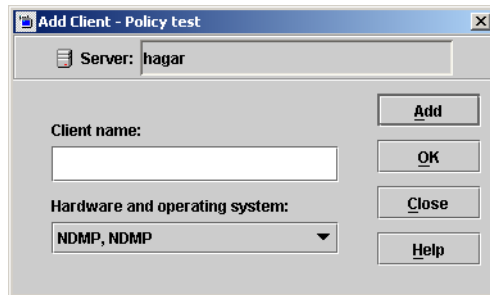 Add Client - Policy test
Server: hagar
Add
Client name:
OK
Hardware and operating system:
Close
NDMP, NDMP
Help